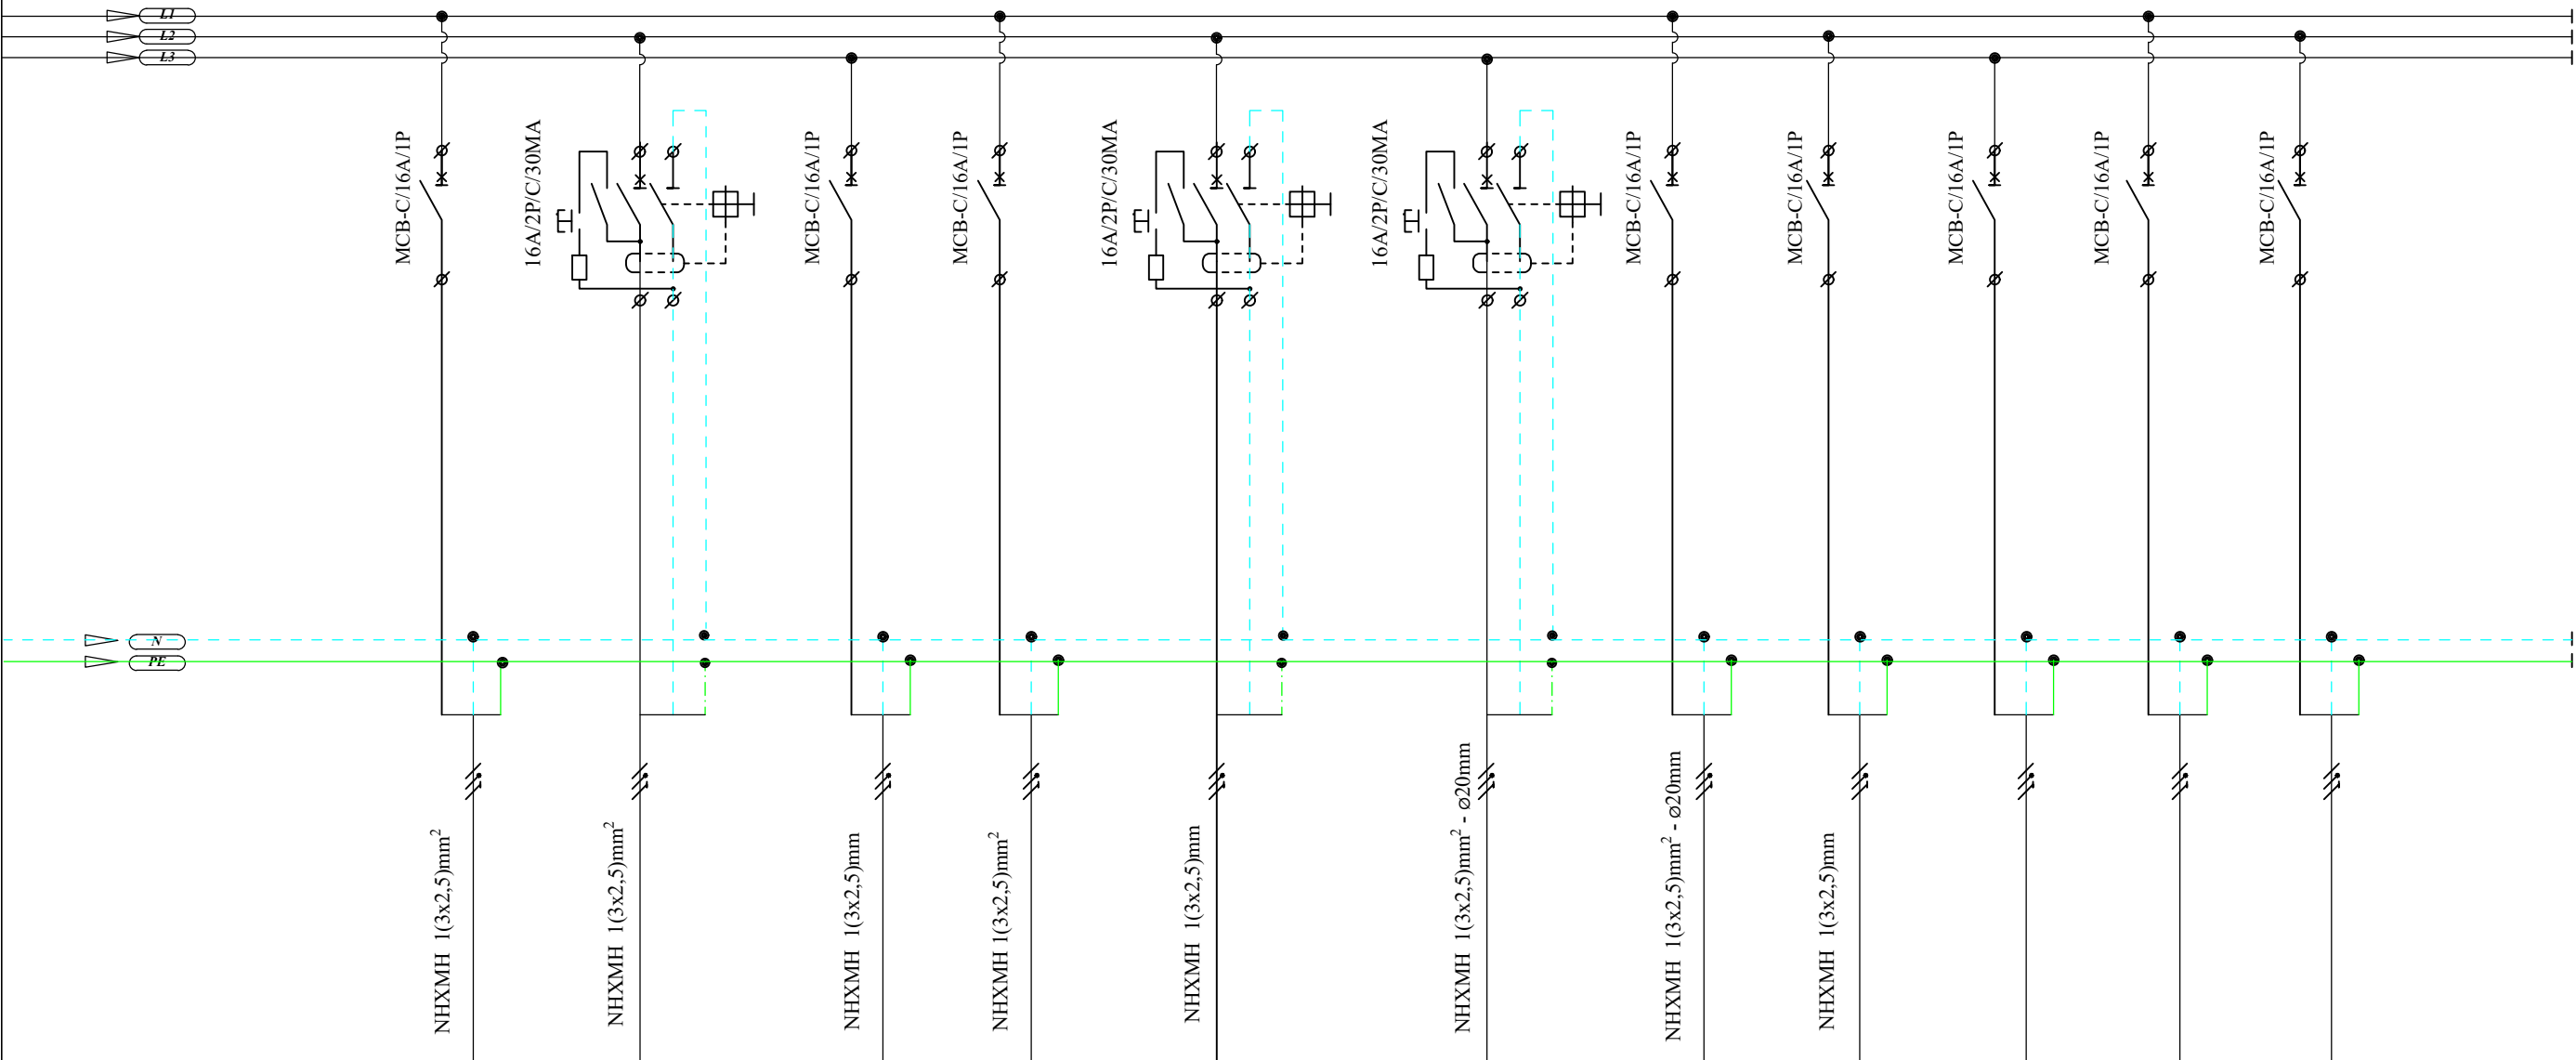 L1
L2
L3
MCB-C/16A/1P
16A/2P/C/30MA
MCB-C/16A/1P
MCB-C/16A/1P
16A/2P/C/30MA
16A/2P/C/30MA
MCB-C/16A/1P
MCB-C/16A/1P
MCB-C/16A/1P
MCB-C/16A/1P
MCB-C/16A/1P
N
PE
NHXMH 1(3x2,5)mm²
NHXMH 1(3x2,5)mm²
NHXMH 1(3x2,5)mm
NHXMH 1(3x2,5)mm²
NHXMH 1(3x2,5)mm
NHXMH 1(3x2,5)mm² - ⌀20mm
NHXMH 1(3x2,5)mm² - ⌀20mm
NHXMH 1(3x2,5)mm